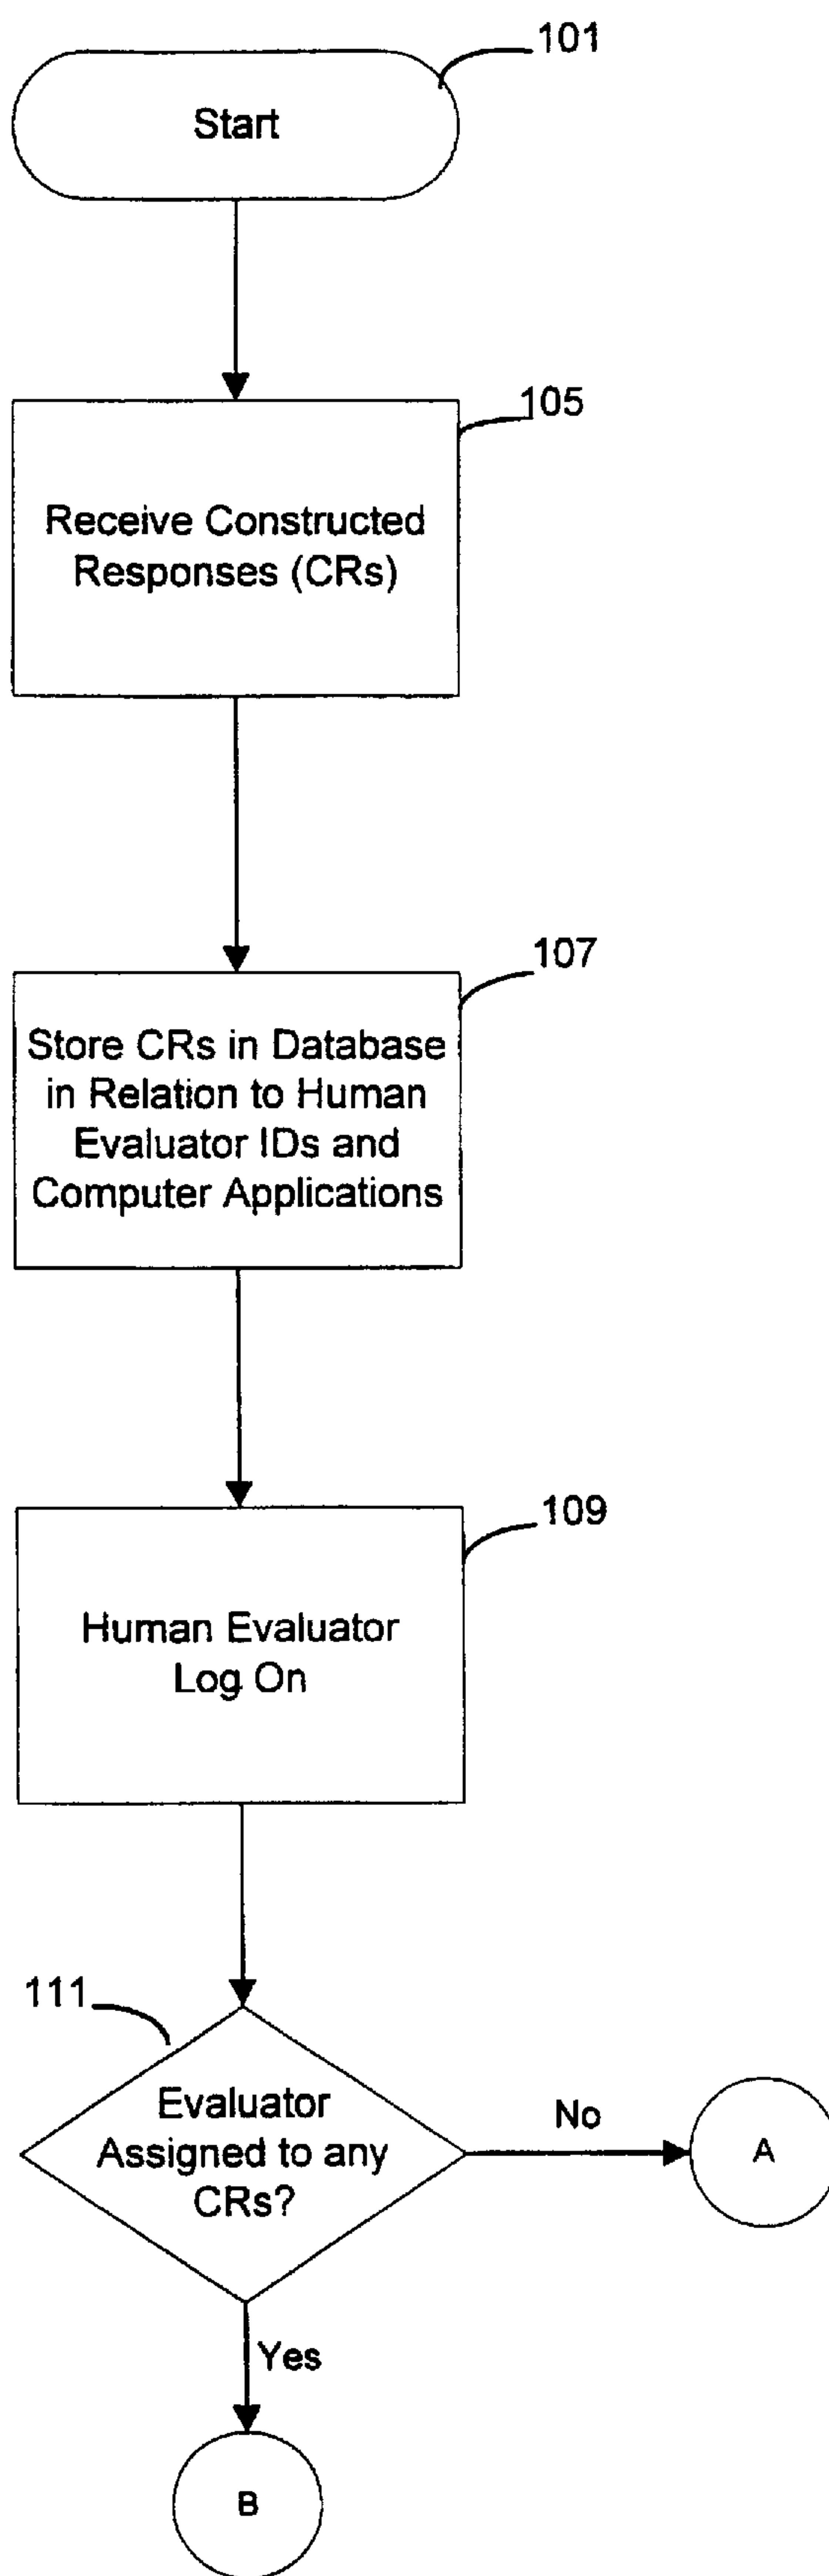 101
Start
105
Receive Constructed
Responses (CRs)
107
Store CRs in Database
in Relation to Human
Evaluator IDs and
Computer Applications
109
Human Evaluator
Log On
111
Evaluator
Assigned to any
CRs?
No
A
Yes
B